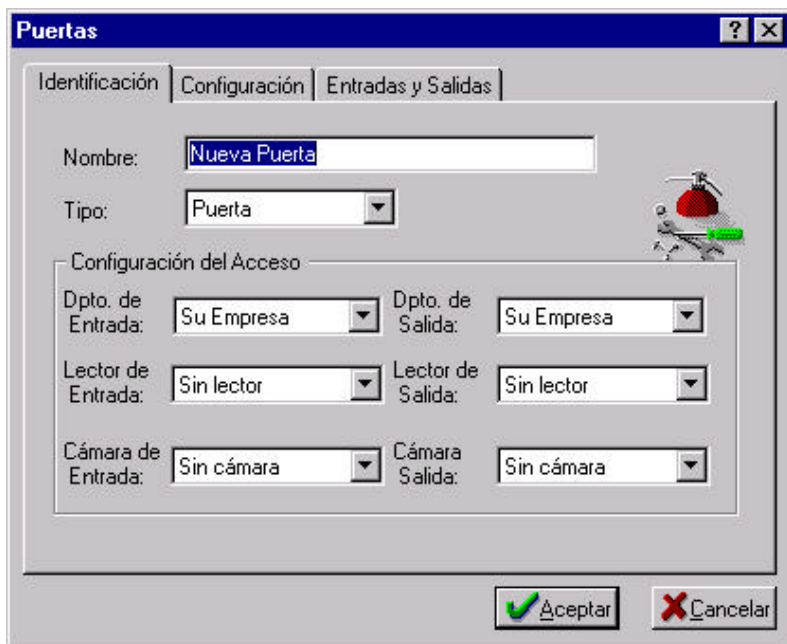 Puertas
Identificación Configuración Entradas y Salidas
Nombre: Nueva Puerta
Tipo: Puerta
Configuración del Acceso
Dpto. de Entrada: Su Empresa Dpto. de Salida: Su Empresa
Lector de Entrada: Sin lector Lector de Salida: Sin lector
Cámara de Entrada: Sin cámara Cámara Salida: Sin cámara
Aceptar Cancelar